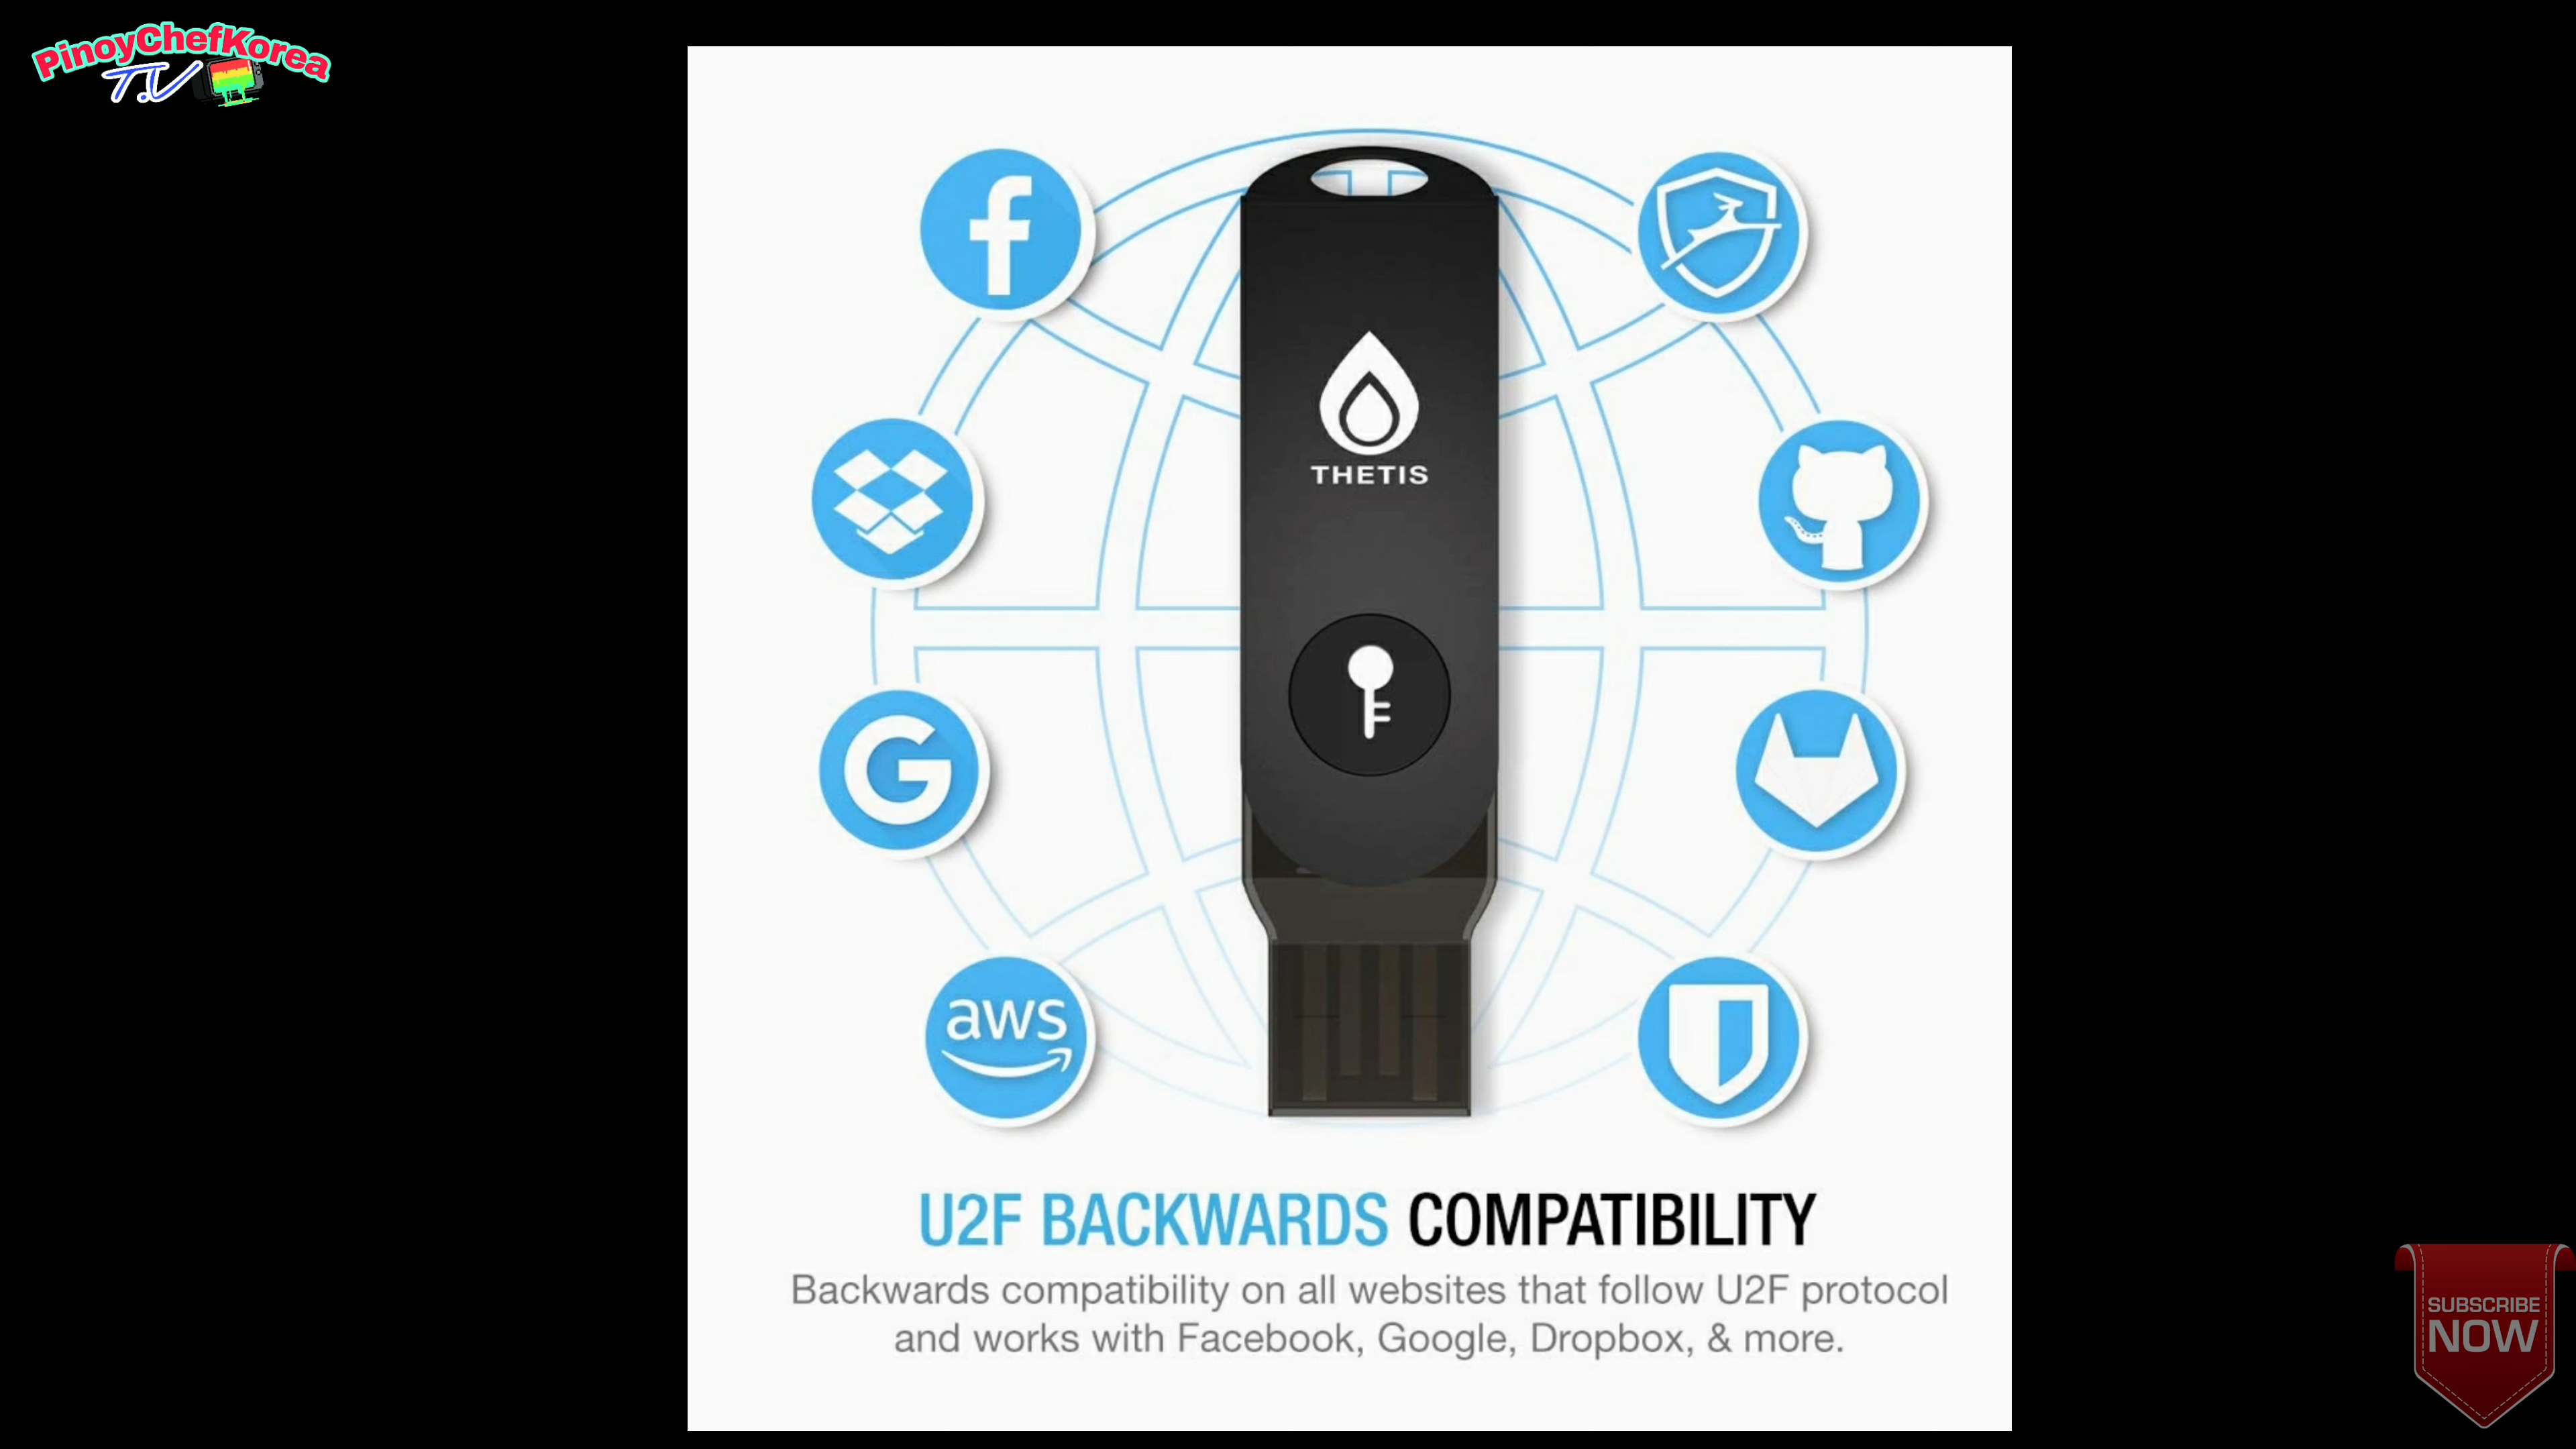 PinoyChefKorea
T.V
THETIS
aws
U2F BACKWARDS COMPATIBILITY
Backwards compatibility on all websites that follow U2F protocol
and works with Facebook, Google, Dropbox, & more.
SUBSCRIBE
NOW